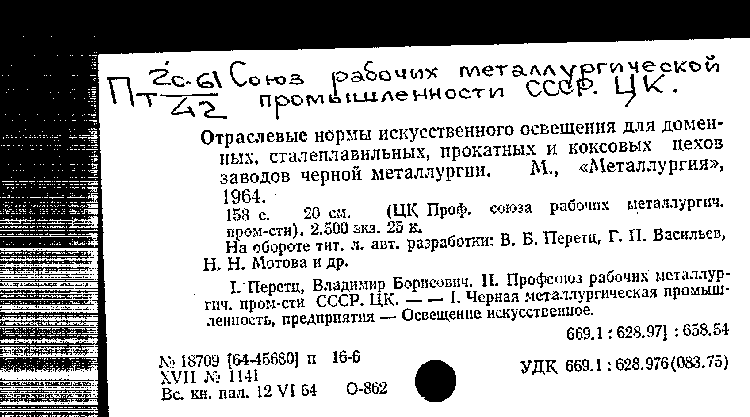 Пт 2с-61/42 Союз рабочих металлургической
промышленности СССР. ЦК.
Отраслевые нормы искусственного освещения для домен-
ных, сталеплавильных, прокатных и коксовых цехов
заводов черной металлургии. М., «Металлургия»,
1964.
158 с. 20 см. (ЦК Проф. союза рабочих металлургич.
пром-сти). 2.500 экз. 25 к.
На обороте тит. л. авт. разработки: В. Б. Перетц, Г. П. Васильев,
Н. Н. Мотова и др.
I. Перетц, Владимир Борисович. II. Профсоюз рабочих металлур-
гич. пром-сти СССР. ЦК. — — I. Черная металлургическая промыш-
ленность, предприятия — Освещение искусственное.
669.1 : 628.97] : 658.54
№ 18709 [64-45680] п 16-6
XVII № 1141
УДК 669.1 : 628.976(083.75)
Вс. кн. пал. 12 VI 64 О-862